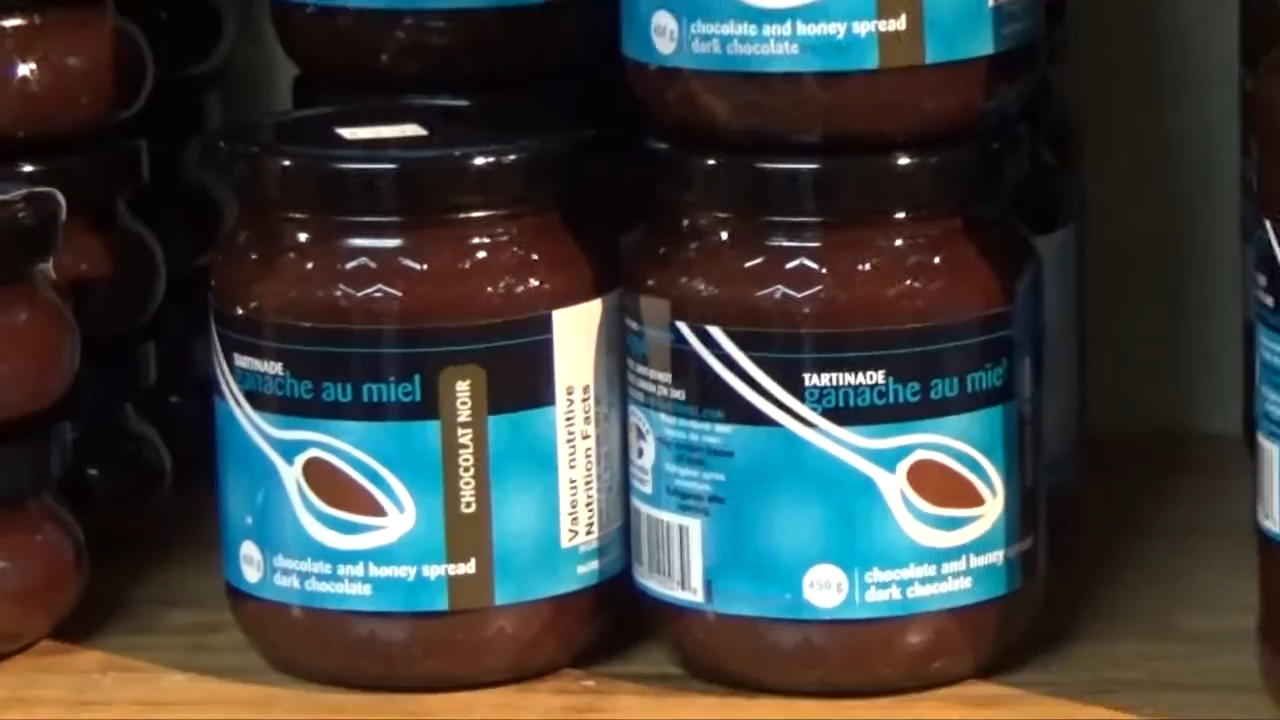 chocolate and honey spread
dark chocolate
TARTINADE
ganache au miel
CHOCOLAT NOIR
Valeur nutritive
Nutrition Facts
chocolate and honey spread
dark chocolate
TARTINADE
ganache au miel
450 g
chocolate and honey spread
dark chocolate